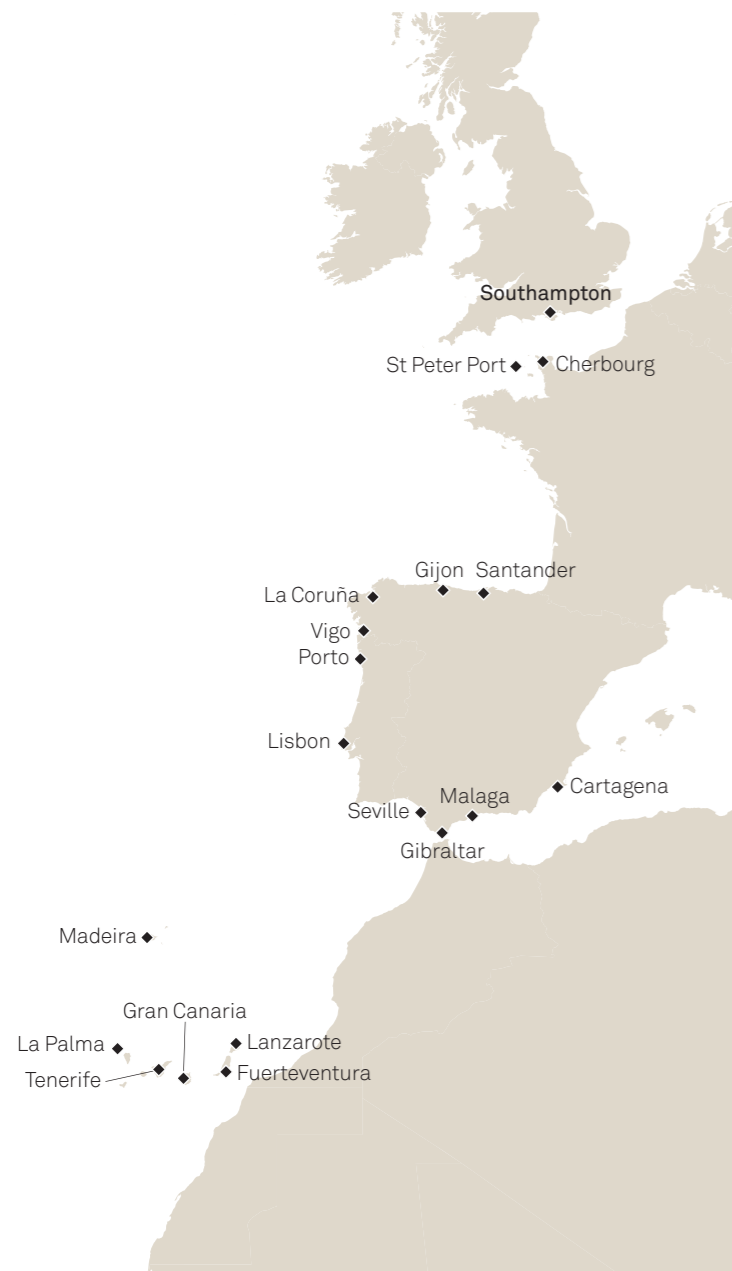 Southampton
St Peter Port
Cherbourg
Gijon
Santander
La Coruña
Vigo
Porto
Lisbon
Cartagena
Malaga
Seville
Gibraltar
Madeira
Gran Canaria
La Palma
Lanzarote
Tenerife
Fuerteventura